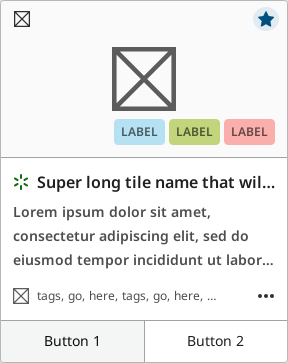 LABEL LABEL LABEL
Super long tile name that wil...
Lorem ipsum dolor sit amet,
consectetur adipiscing elit, sed do
eiusmod tempor incididunt ut labor...
tags, go, here, tags, go, here, ...
Button 1 Button 2